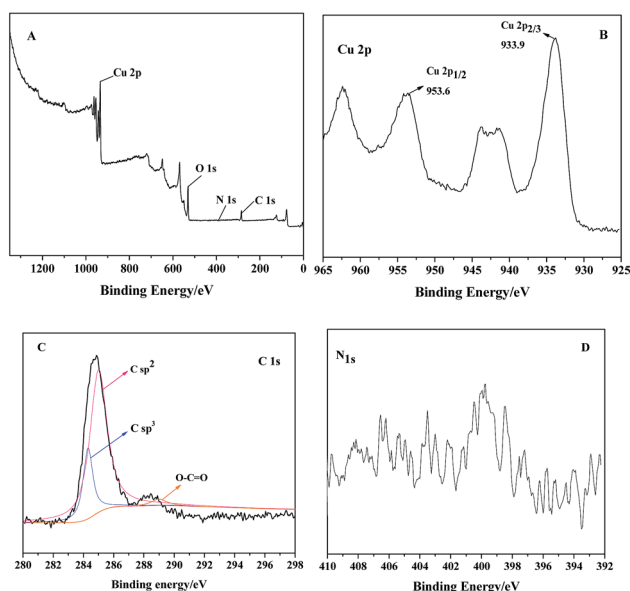 A
Cu 2p
O 1s
N 1s
C 1s
1200 1000 800 600 400 200 0
Binding Energy/eV
B
Cu 2p
Cu 2p2/3
933.9
Cu 2p1/2
953.6
965 960 955 950 945 940 935 930 925
Binding Energy/eV
C
C 1s
C sp2
C sp3
O-C=O
280 282 284 286 288 290 292 294 296 298
Binding energy/eV
D
N1s
410 408 406 404 402 400 398 396 394 392
Binding Energy/eV